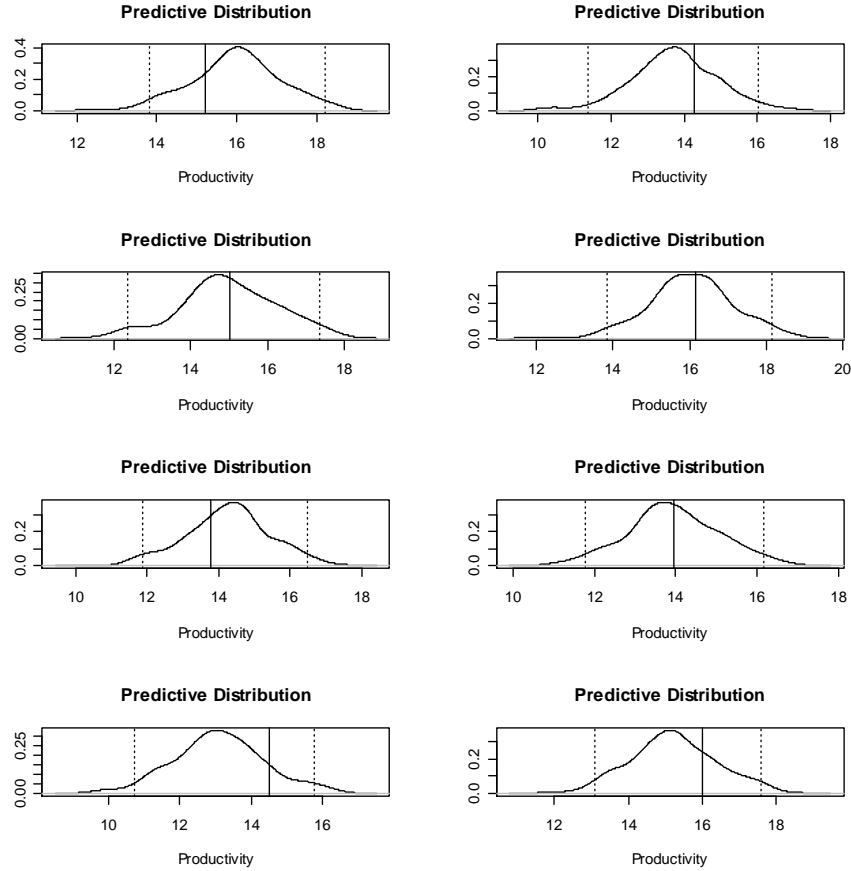 Predictive Distribution
0.0 0.2 0.4
12 14 16 18
Productivity
Predictive Distribution
0.0 0.2
10 12 14 16 18
Productivity
Predictive Distribution
0.00 0.25
12 14 16 18
Productivity
Predictive Distribution
0.0 0.2
12 14 16 18 20
Productivity
Predictive Distribution
0.0 0.2
10 12 14 16 18
Productivity
Predictive Distribution
0.0 0.2
10 12 14 16 18
Productivity
Predictive Distribution
0.00 0.25
10 12 14 16
Productivity
Predictive Distribution
0.0 0.2
12 14 16 18
Productivity